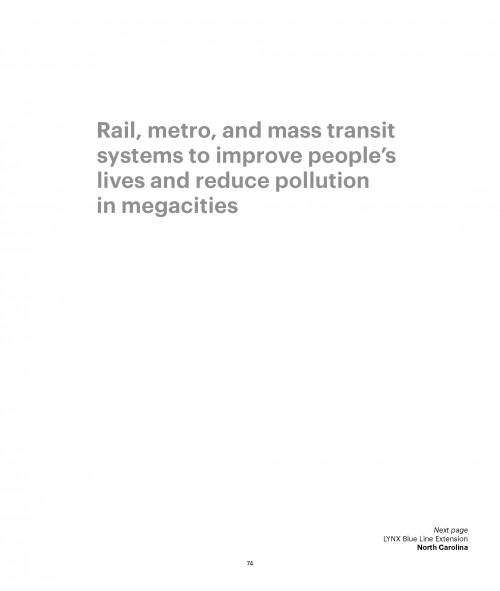 Rail, metro, and mass transit
systems to improve people’s
lives and reduce pollution
in megacities
Next page
LYNX Blue Line Extension
North Carolina
74